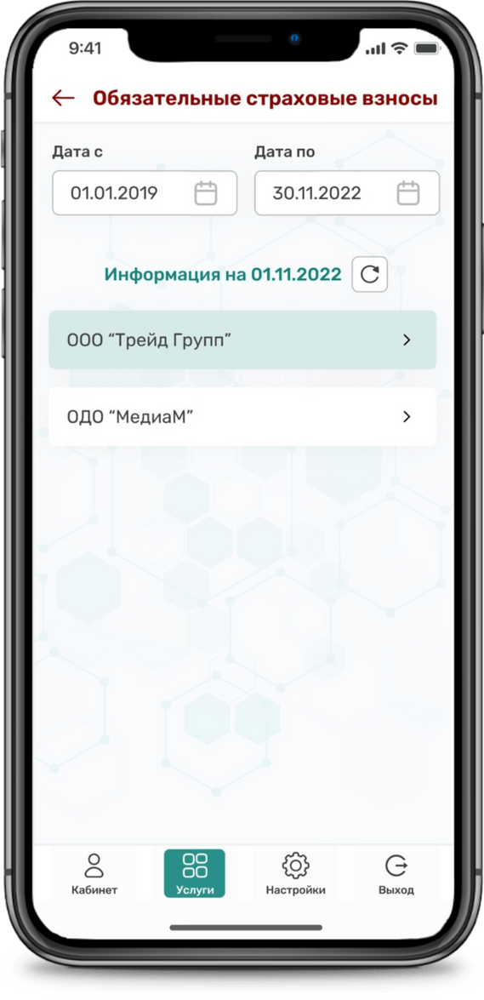 9:41
Обязательные страховые взносы
Дата с
Дата по
01.01.2019
30.11.2022
Информация на 01.11.2022
ООО “Трейд Групп”
ОДО “МедиаМ”
Кабинет
Услуги
Настройки
Выход